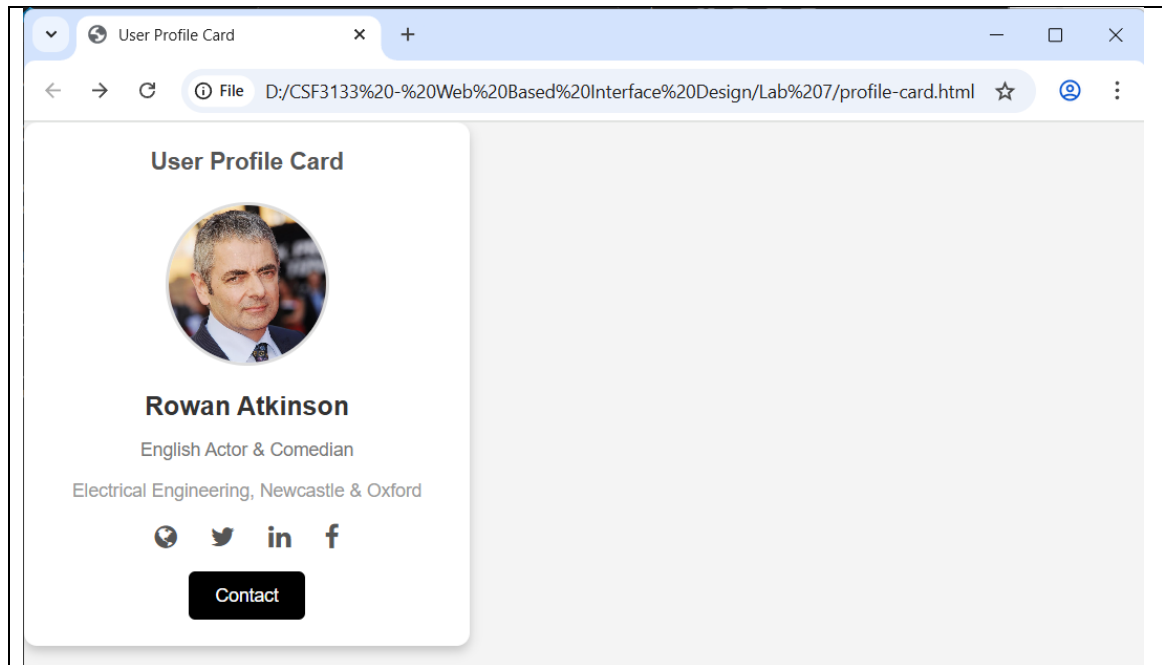 User Profile Card
File D:/CSF3133%20-%20Web%20Based%20Interface%20Design/Lab%207/profile-card.html
User Profile Card
Rowan Atkinson
English Actor & Comedian
Electrical Engineering, Newcastle & Oxford
Contact